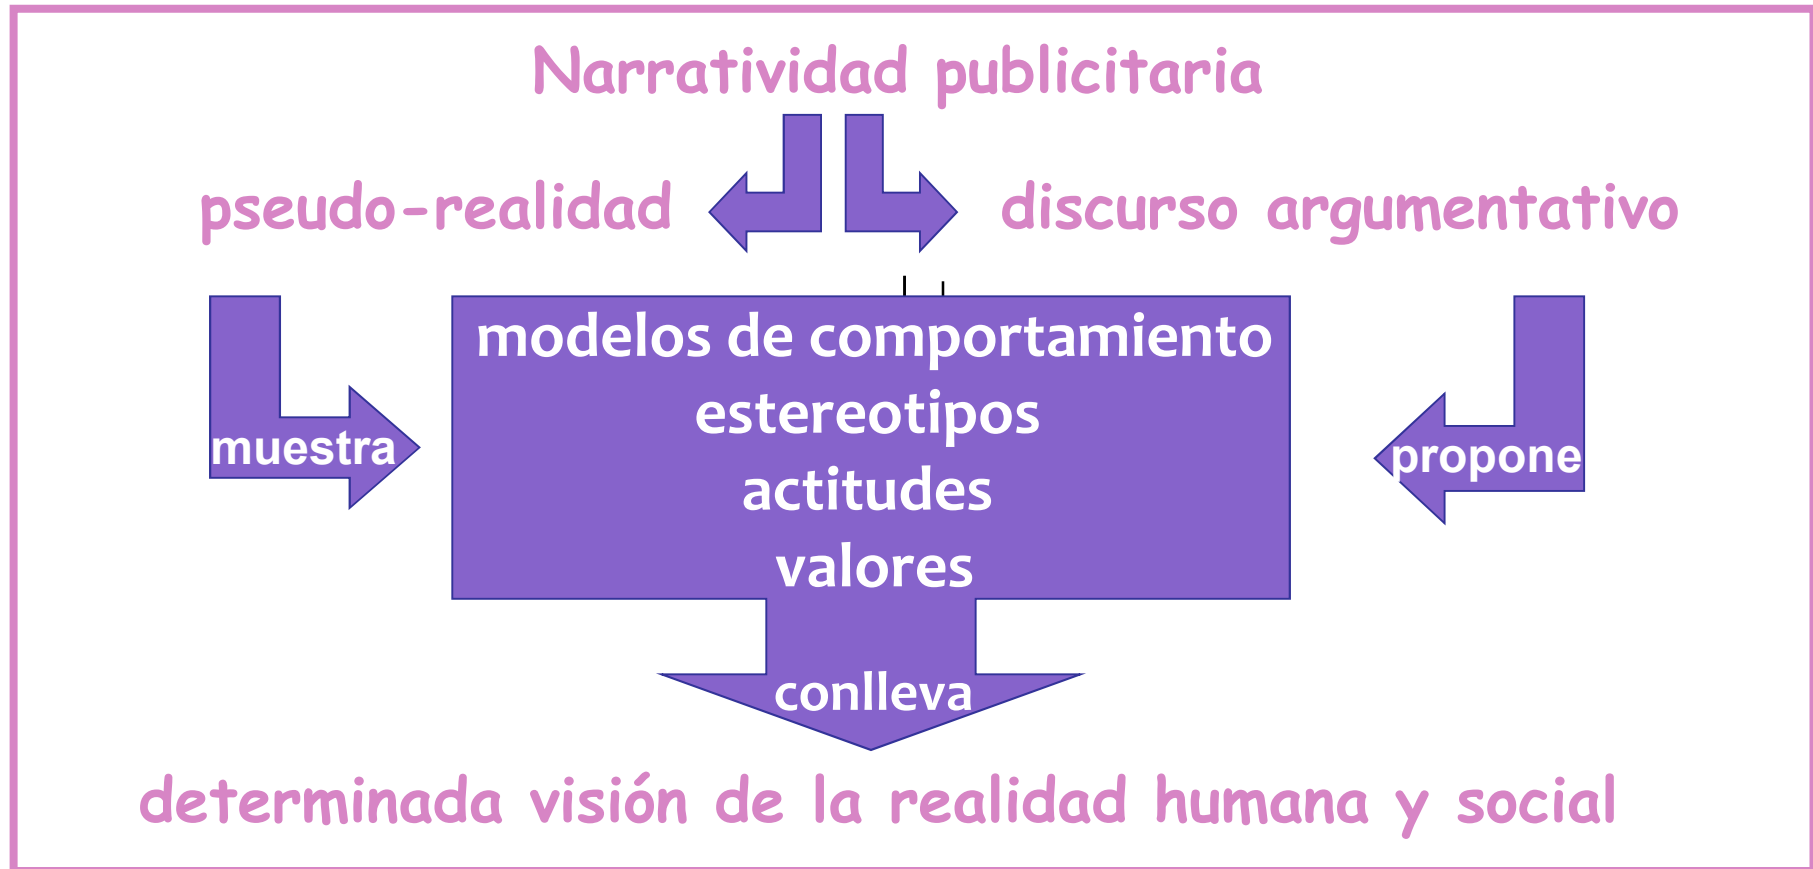 Narratividad publicitaria
pseudo-realidad
discurso argumentativo
modelos de comportamiento
estereotipos
actitudes
valores
muestra
propone
conlleva
determinada visión de la realidad humana y social